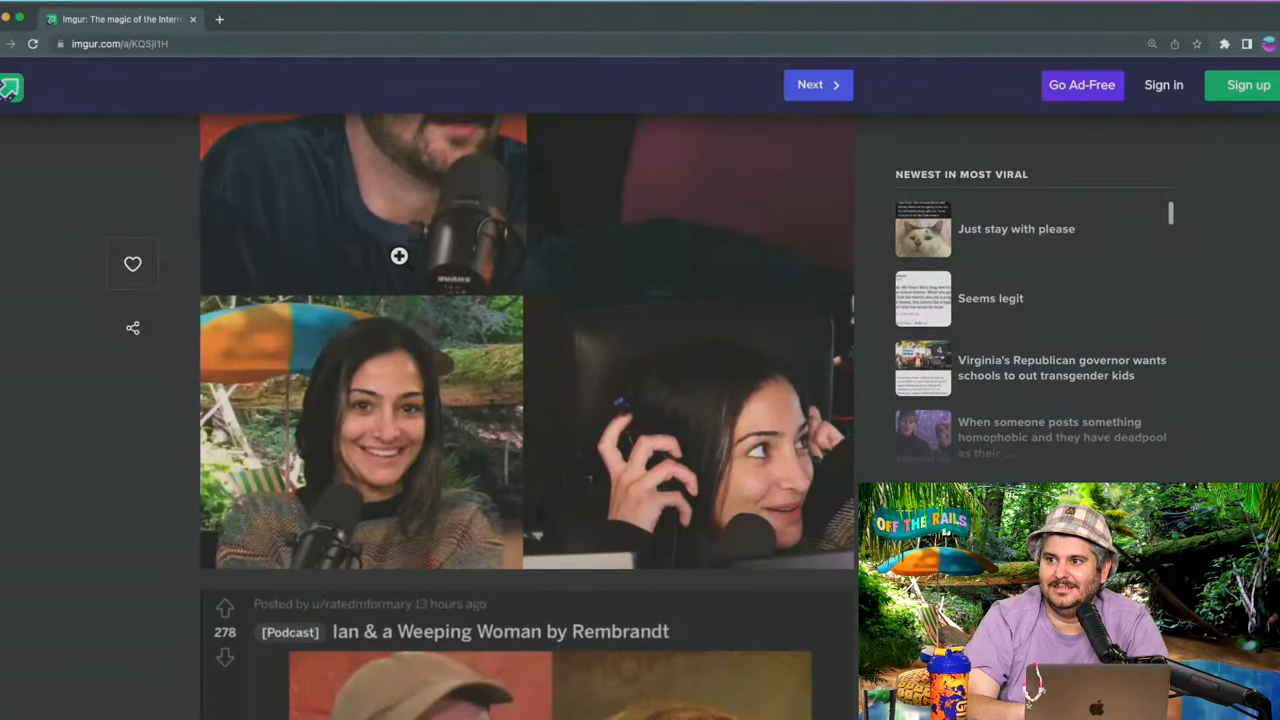 Imgur: The magic of the Intern
imgur.com/a/KQSjI1H
Next
Go Ad-Free
Sign in
Sign up
NEWEST IN MOST VIRAL
Just stay with please
Seems legit
Virginia's Republican governor wants
schools to out transgender kids
When someone posts something
homophobic and they have deadpool
as their ...
OFF THE RAILS
Posted by u/ratedmformary 13 hours ago
278
[Podcast] Ian & a Weeping Woman by Rembrandt